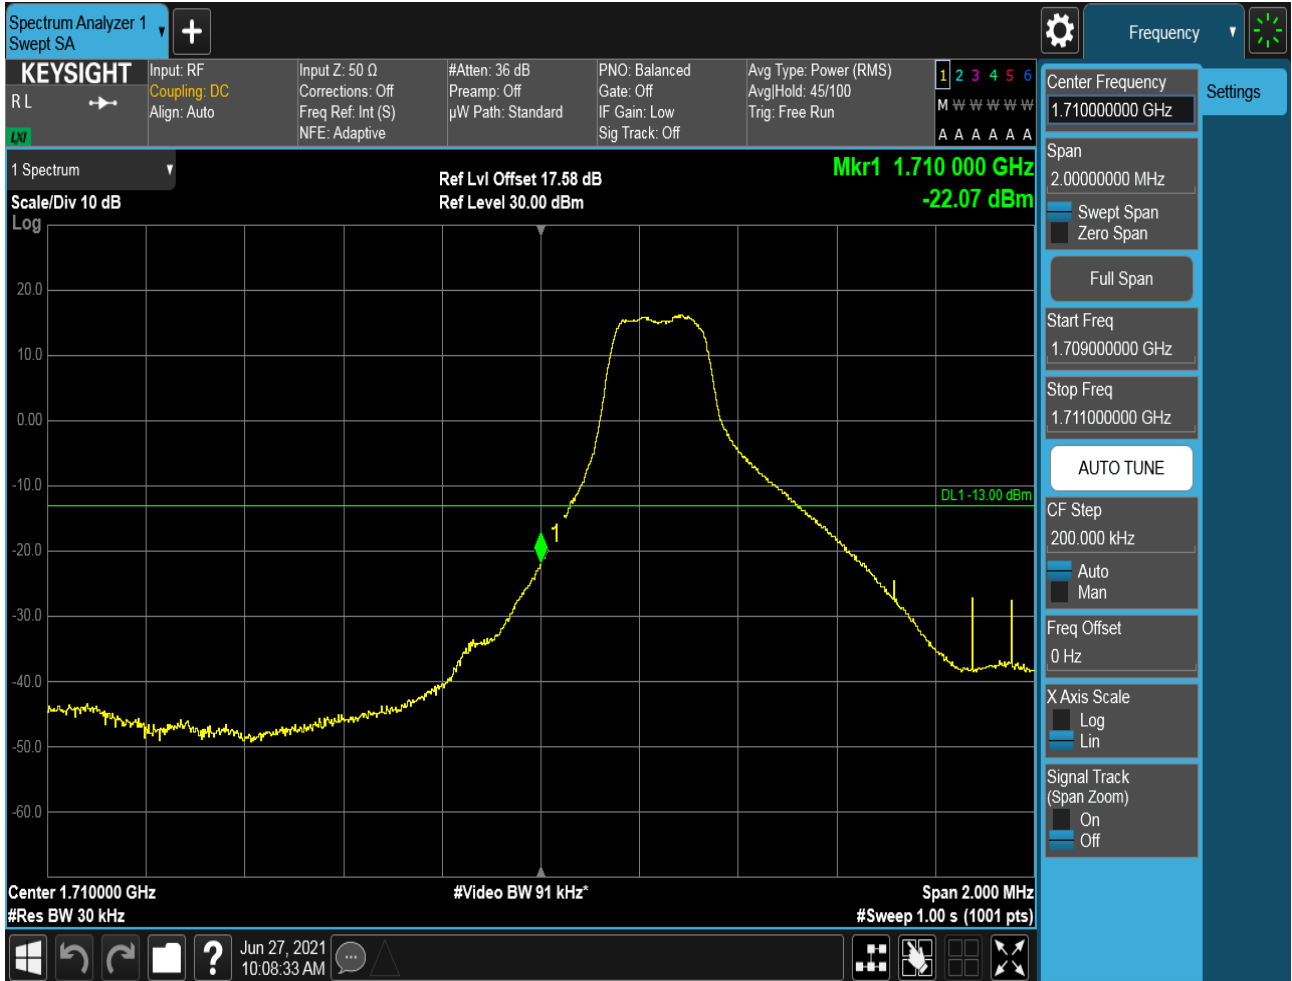 Spectrum Analyzer 1
Swept SA
Frequency
KEYSIGHT
R L
LXI
Input: RF
Coupling: DC
Align: Auto
Input Z: 50 Ω
Corrections: Off
Freq Ref: Int (S)
NFE: Adaptive
#Atten: 36 dB
Preamp: Off
µW Path: Standard
PNO: Balanced
Gate: Off
IF Gain: Low
Sig Track: Off
Avg Type: Power (RMS)
Avg|Hold: 45/100
Trig: Free Run
1 2 3 4 5 6
M W W W W W
A A A A A A
1 Spectrum
Scale/Div 10 dB
Log
Ref Lvl Offset 17.58 dB
Ref Level 30.00 dBm
Mkr1 1.710 000 GHz
-22.07 dBm
20.0
10.0
0.00
-10.0
-20.0
-30.0
-40.0
-50.0
-60.0
DL1 -13.00 dBm
1
Center 1.710000 GHz
#Res BW 30 kHz
#Video BW 91 kHz*
Span 2.000 MHz
#Sweep 1.00 s (1001 pts)
Center Frequency
1.710000000 GHz
Settings
Span
2.00000000 MHz
Swept Span
Zero Span
Full Span
Start Freq
1.709000000 GHz
Stop Freq
1.711000000 GHz
AUTO TUNE
CF Step
200.000 kHz
Auto
Man
Freq Offset
0 Hz
X Axis Scale
Log
Lin
Signal Track
(Span Zoom)
On
Off
?
Jun 27, 2021
10:08:33 AM